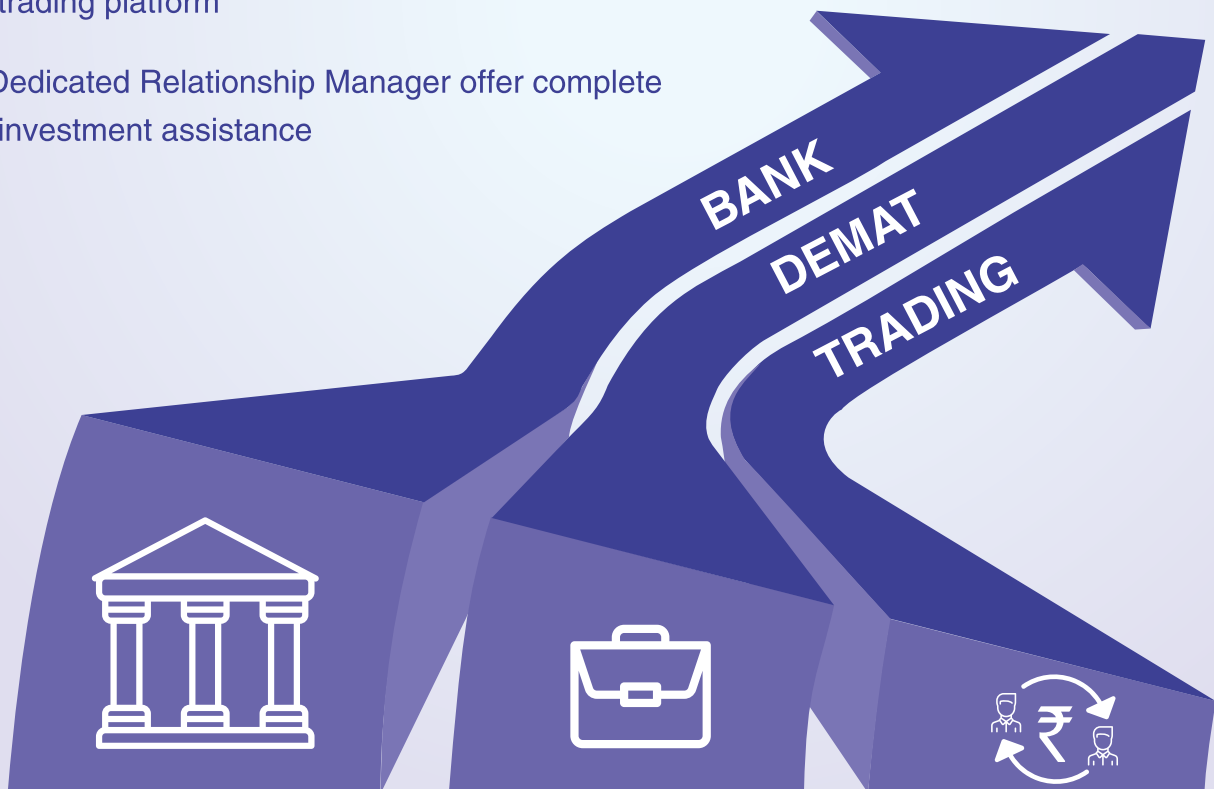 trading platform
Dedicated Relationship Manager offer complete
investment assistance
BANK
DEMAT
TRADING
₹